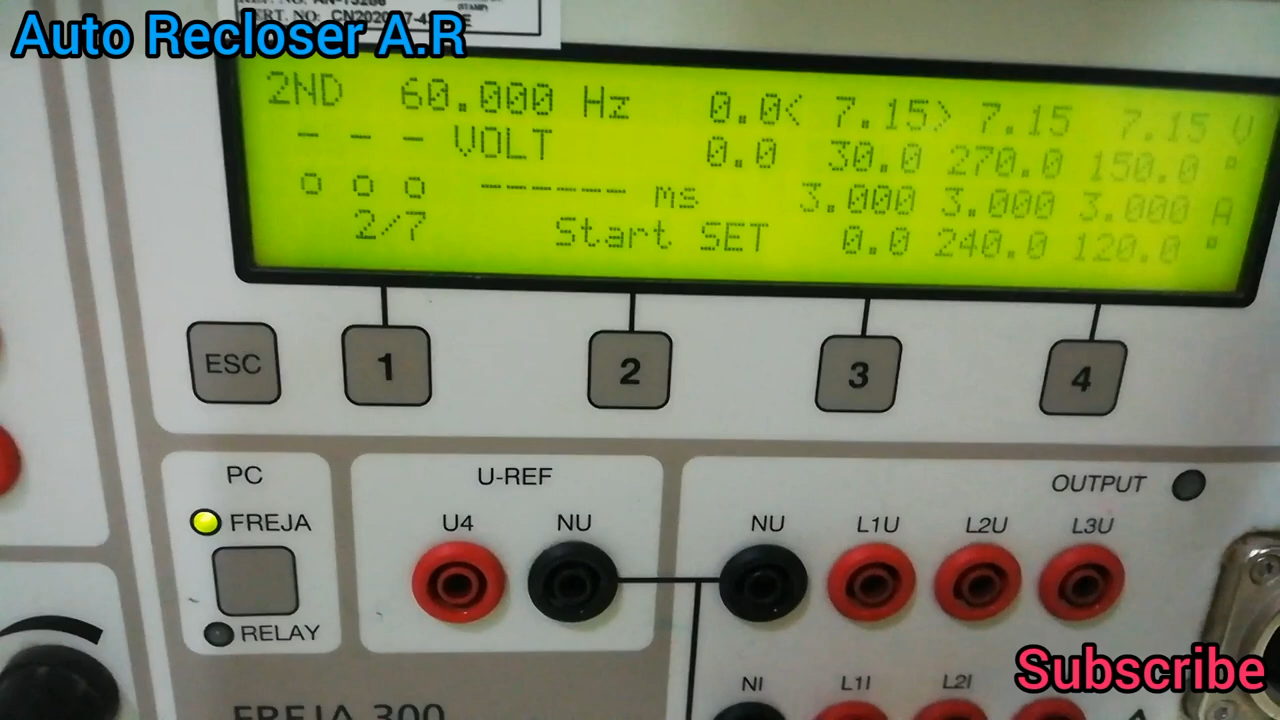 Auto Recloser A.R
2ND 60.000 Hz 0.0< 7.15> 7.15 7.15 V
- - - VOLT 0.0 30.0 270.0 150.0 °
o o o ------ ms 3.000 3.000 3.000 A
2/7 Start SET 0.0 240.0 120.0 °
ESC 1 2 3 4
PC
FREJA
RELAY
U-REF
U4 NU
OUTPUT
NU L1U L2U L3U
NI L1I L2I
FREJA 300
Subscribe